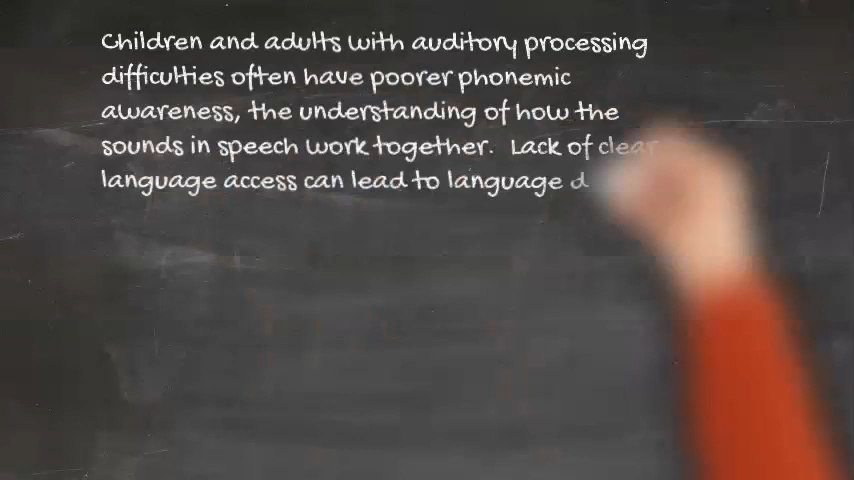 Children and adults with auditory processing
difficulties often have poorer phonemic
awareness, the understanding of how the
sounds in speech work together. Lack of clear
language access can lead to language d